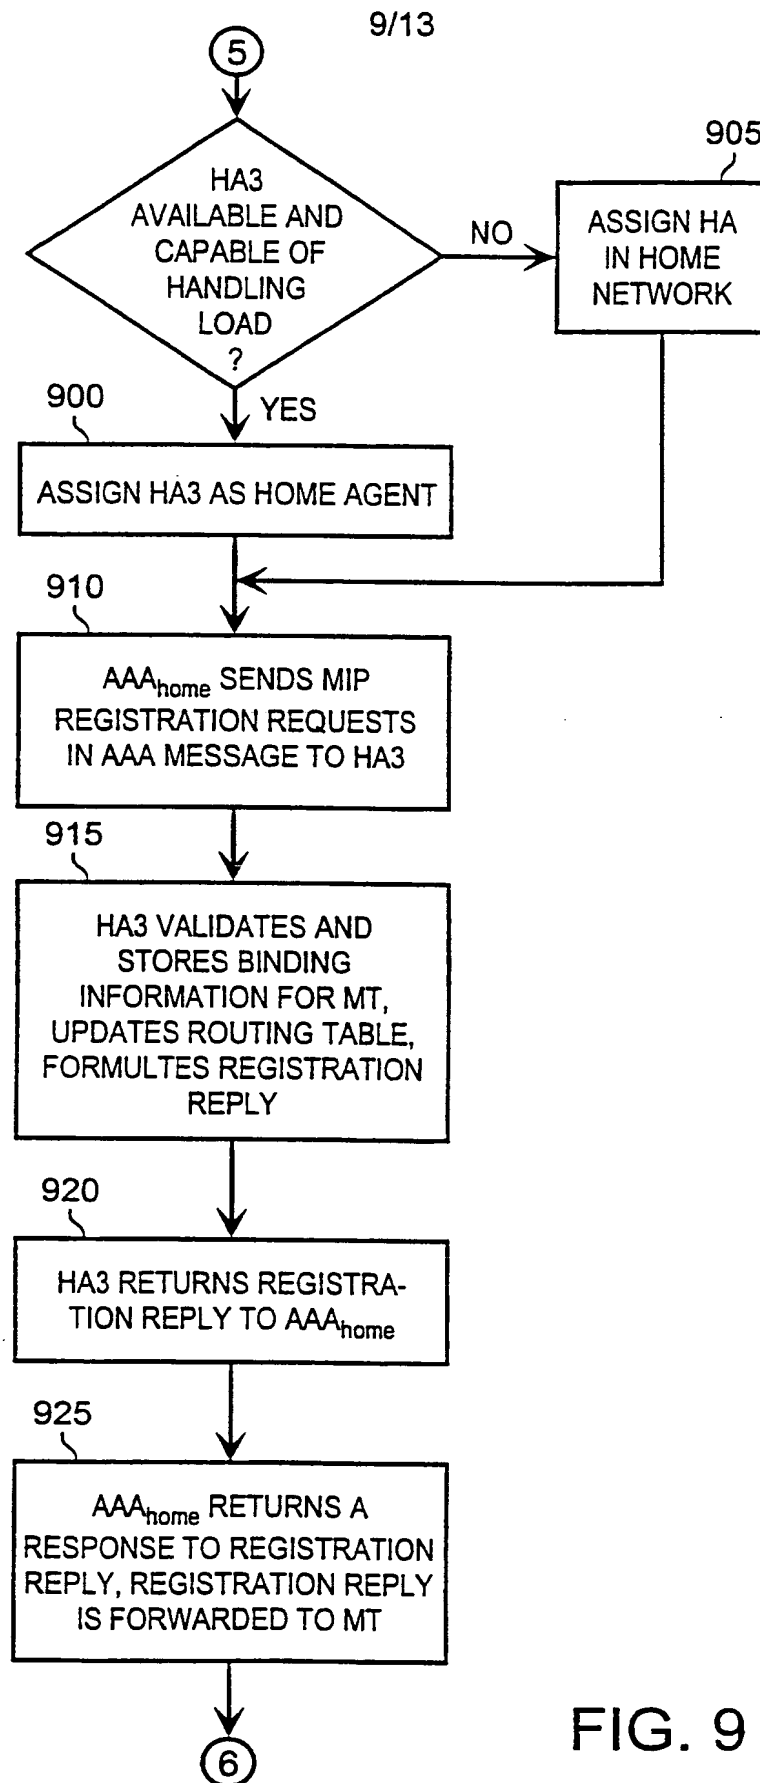 9/13
5
HA3
AVAILABLE AND
CAPABLE OF
HANDLING
LOAD
?
NO
905
ASSIGN HA
IN HOME
NETWORK
YES
900
ASSIGN HA3 AS HOME AGENT
910
AAAhome SENDS MIP
REGISTRATION REQUESTS
IN AAA MESSAGE TO HA3
915
HA3 VALIDATES AND
STORES BINDING
INFORMATION FOR MT,
UPDATES ROUTING TABLE,
FORMULTES REGISTRATION
REPLY
920
HA3 RETURNS REGISTRA-
TION REPLY TO AAAhome
925
AAAhome RETURNS A
RESPONSE TO REGISTRATION
REPLY, REGISTRATION REPLY
IS FORWARDED TO MT
6
FIG. 9